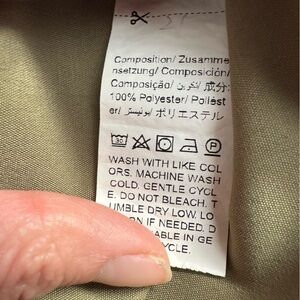 Composition/ Zusamme
nsetzung/ Composición/
Composição/ تكوين/ 成分:
100% Polyester/ Poliést
er/ بوليستر/ ポリエステル
WASH WITH LIKE COL
ORS. MACHINE WASH
COLD. GENTLE CYCL
E. DO NOT BLEACH. T
UMBLE DRY LOW. LO
N IF NEEDED. D
ABLE IN GE
YCLE.